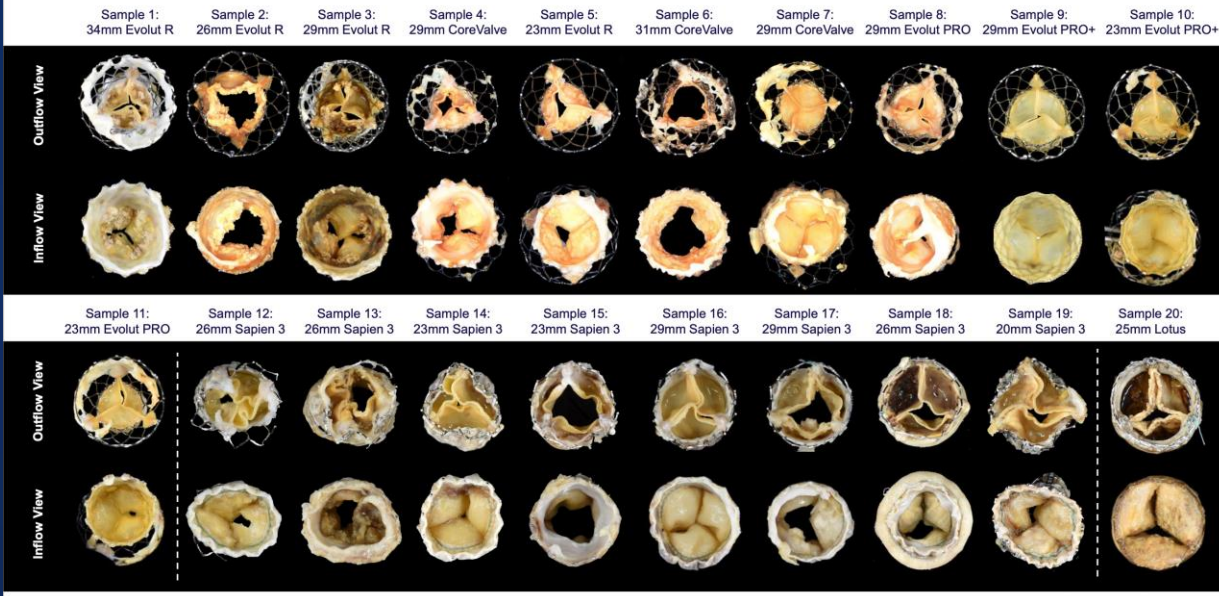 Sample 1: Sample 2: Sample 3: Sample 4: Sample 5: Sample 6: Sample 7: Sample 8: Sample 9: Sample 10:
34mm Evolut R 26mm Evolut R 29mm Evolut R 29mm CoreValve 23mm Evolut R 31mm CoreValve 29mm CoreValve 29mm Evolut PRO 29mm Evolut PRO+ 23mm Evolut PRO+
Outflow View
Inflow View
Sample 11: Sample 12: Sample 13: Sample 14: Sample 15: Sample 16: Sample 17: Sample 18: Sample 19: Sample 20:
23mm Evolut PRO 26mm Sapien 3 26mm Sapien 3 23mm Sapien 3 23mm Sapien 3 29mm Sapien 3 29mm Sapien 3 26mm Sapien 3 20mm Sapien 3 25mm Lotus
Outflow View
Inflow View